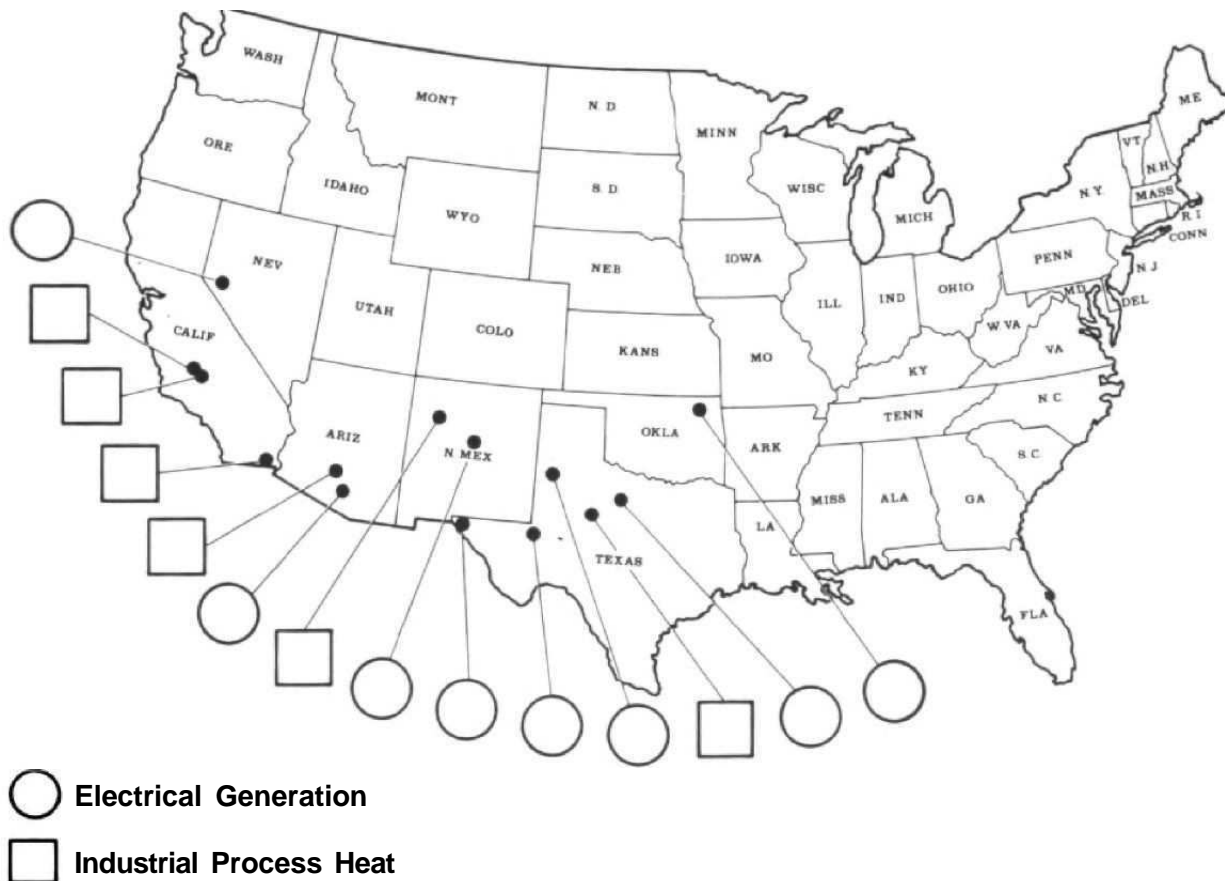 WASH
MONT
N. D
MINN
ME
VT
N.H
ORE
IDAHO
S. D
WISC
N.Y.
MASS
WYO
MICH
R I
CONN
NEV
NEB
IOWA
PENN
N J
UTAH
COLO
ILL
IND
OHIO
MD
DEL
W VA
CALIF
KANS
MO
KY
VA
ARIZ
N. MEX
OKLA
ARK
TENN
N.C.
S.C.
MISS
ALA
GA
TEXAS
LA
FLA
Electrical Generation
Industrial Process Heat